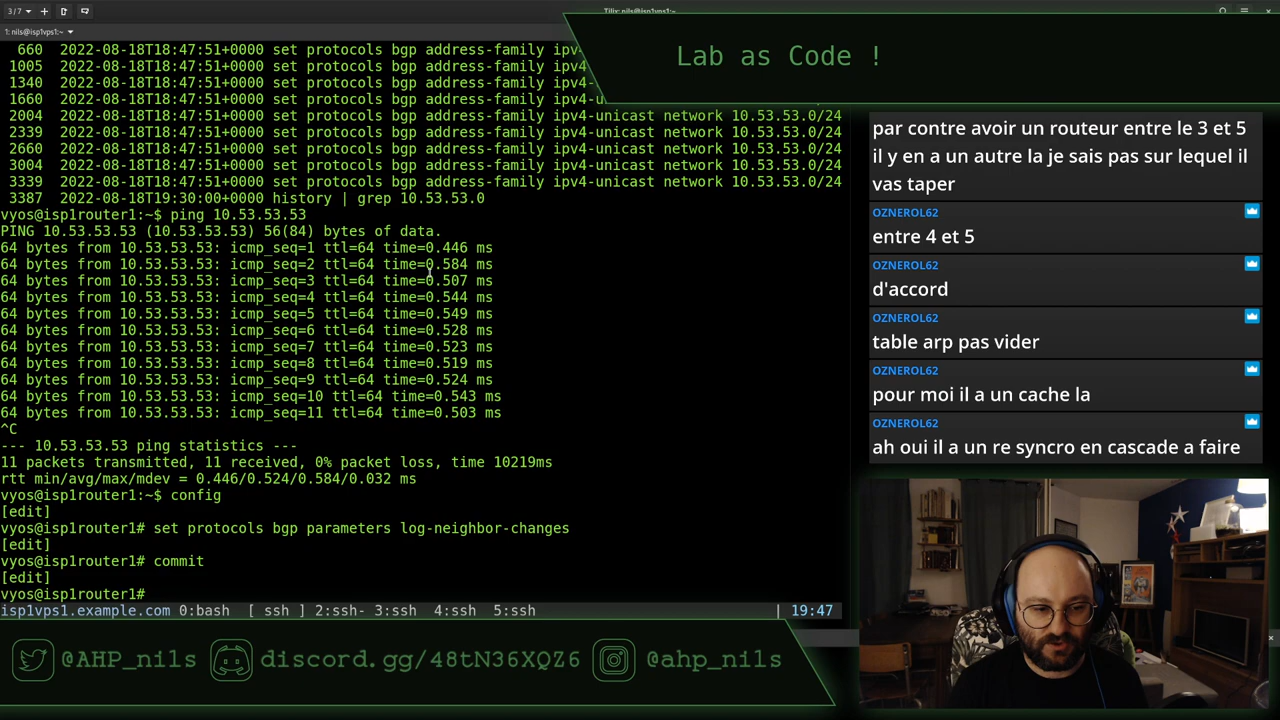 3/7
Tilix: nils@isp1vps1:~
1: nils@isp1vps1:~
Lab as Code !
660 2022-08-18T18:47:51+0000 set protocols bgp address-family ipv4-
1005 2022-08-18T18:47:51+0000 set protocols bgp address-family ipv4
1340 2022-08-18T18:47:51+0000 set protocols bgp address-family ipv4-
1660 2022-08-18T18:47:51+0000 set protocols bgp address-family ipv4-u
2004 2022-08-18T18:47:51+0000 set protocols bgp address-family ipv4-unicast network 10.53.53.0/24
2339 2022-08-18T18:47:51+0000 set protocols bgp address-family ipv4-unicast network 10.53.53.0/24
2660 2022-08-18T18:47:51+0000 set protocols bgp address-family ipv4-unicast network 10.53.53.0/24
3004 2022-08-18T18:47:51+0000 set protocols bgp address-family ipv4-unicast network 10.53.53.0/24
3339 2022-08-18T18:47:51+0000 set protocols bgp address-family ipv4-unicast network 10.53.53.0/24
3387 2022-08-18T19:30:00+0000 history | grep 10.53.53.0
vyos@isp1router1:~$ ping 10.53.53.53
PING 10.53.53.53 (10.53.53.53) 56(84) bytes of data.
64 bytes from 10.53.53.53: icmp_seq=1 ttl=64 time=0.446 ms
64 bytes from 10.53.53.53: icmp_seq=2 ttl=64 time=0.584 ms
64 bytes from 10.53.53.53: icmp_seq=3 ttl=64 time=0.507 ms
64 bytes from 10.53.53.53: icmp_seq=4 ttl=64 time=0.544 ms
64 bytes from 10.53.53.53: icmp_seq=5 ttl=64 time=0.549 ms
64 bytes from 10.53.53.53: icmp_seq=6 ttl=64 time=0.528 ms
64 bytes from 10.53.53.53: icmp_seq=7 ttl=64 time=0.523 ms
64 bytes from 10.53.53.53: icmp_seq=8 ttl=64 time=0.519 ms
64 bytes from 10.53.53.53: icmp_seq=9 ttl=64 time=0.524 ms
64 bytes from 10.53.53.53: icmp_seq=10 ttl=64 time=0.543 ms
64 bytes from 10.53.53.53: icmp_seq=11 ttl=64 time=0.503 ms
^C
--- 10.53.53.53 ping statistics ---
11 packets transmitted, 11 received, 0% packet loss, time 10219ms
rtt min/avg/max/mdev = 0.446/0.524/0.584/0.032 ms
vyos@isp1router1:~$ config
[edit]
vyos@isp1router1# set protocols bgp parameters log-neighbor-changes
[edit]
vyos@isp1router1# commit
[edit]
vyos@isp1router1#
isp1vps1.example.com 0:bash [ ssh ] 2:ssh- 3:ssh 4:ssh 5:ssh | 19:47
par contre avoir un routeur entre le 3 et 5
il y en a un autre la je sais pas sur lequel il
vas taper
OZNEROL62
entre 4 et 5
OZNEROL62
d'accord
OZNEROL62
table arp pas vider
OZNEROL62
pour moi il a un cache la
OZNEROL62
ah oui il a un re syncro en cascade a faire
@AHP_nils discord.gg/48tN36XQZ6 @ahp_nils